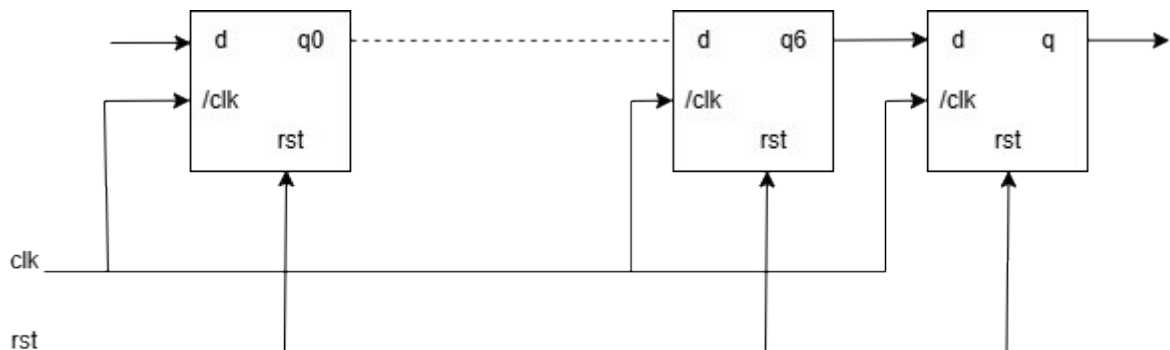 d q0 d q6 d q
/clk /clk /clk
rst rst rst
clk
rst